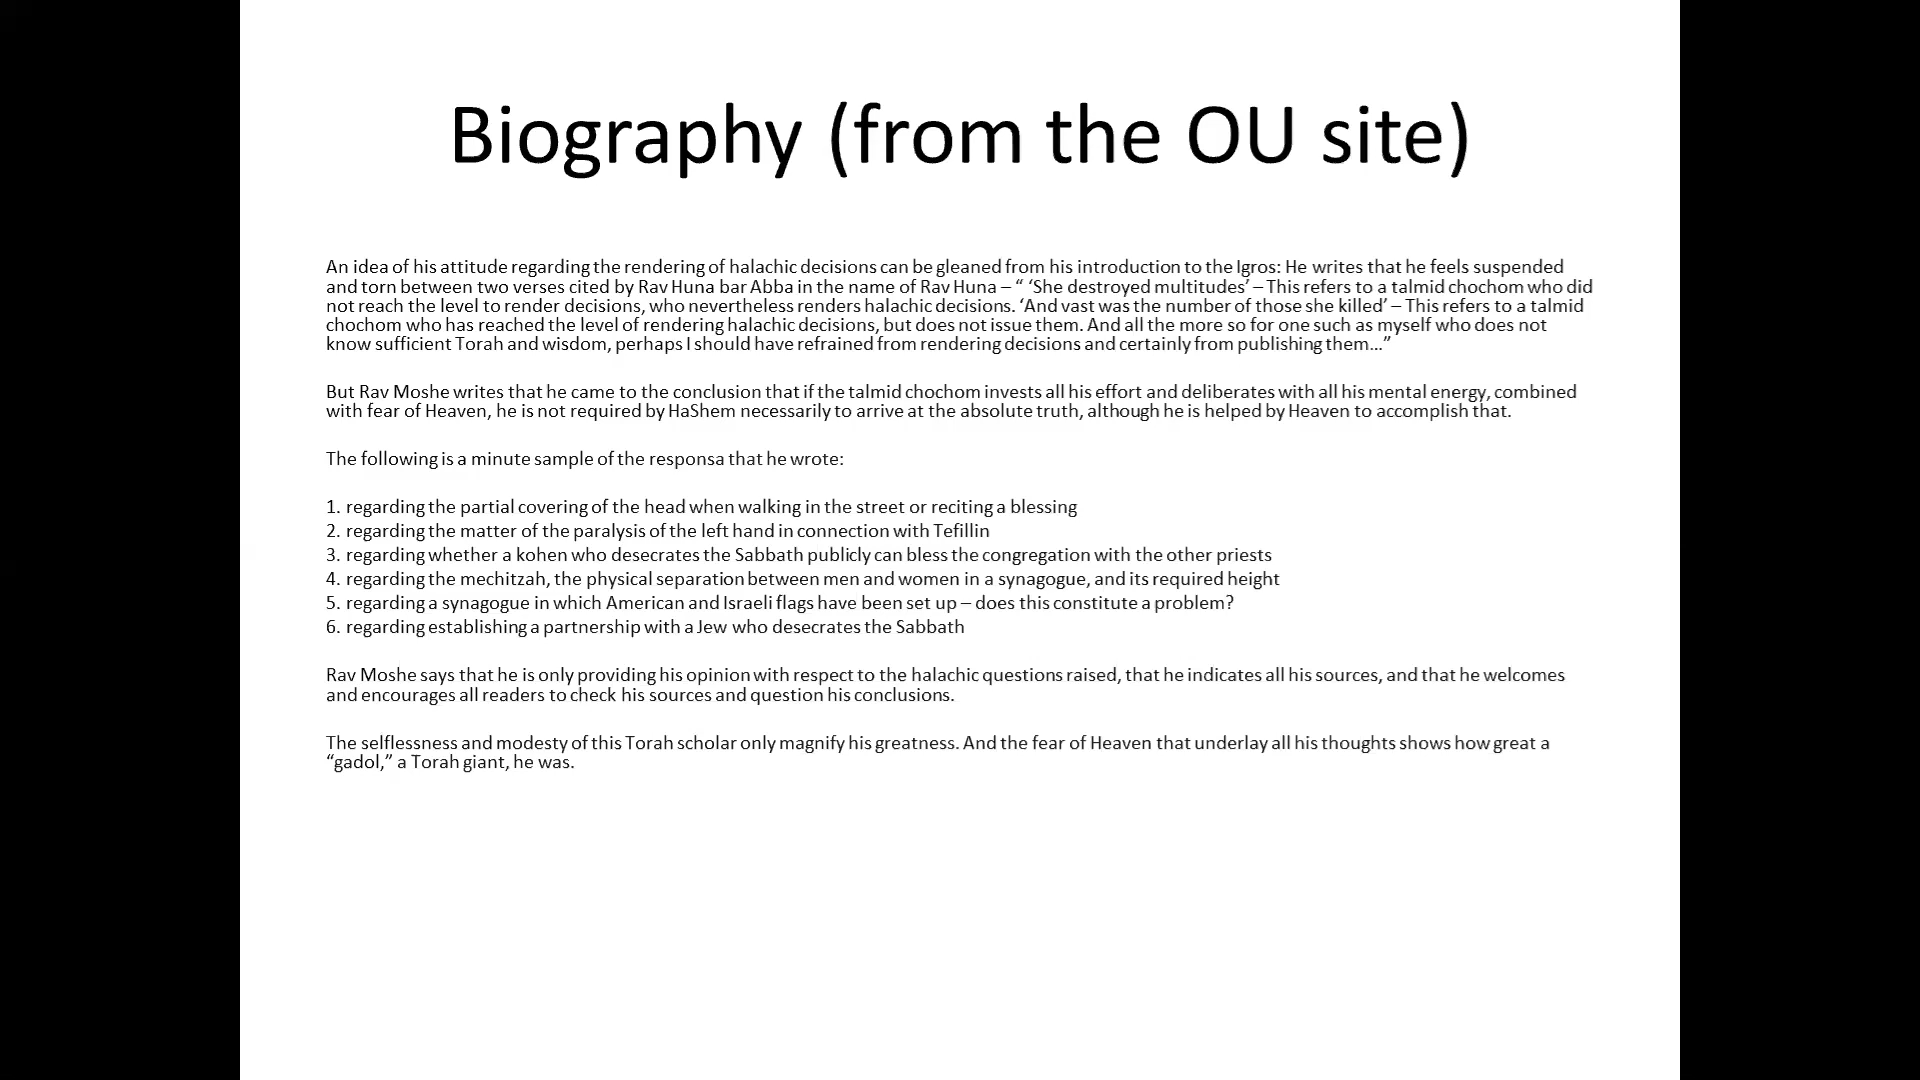 Biography (from the OU site)
An idea of his attitude regarding the rendering of halachic decisions can be gleaned from his introduction to the Igros: He writes that he feels suspended
and torn between two verses cited by Rav Huna bar Abba in the name of Rav Huna – “ ‘She destroyed multitudes’ – This refers to a talmid chochom who did
not reach the level to render decisions, who nevertheless renders halachic decisions. ‘And vast was the number of those she killed’ – This refers to a talmid
chochom who has reached the level of rendering halachic decisions, but does not issue them. And all the more so for one such as myself who does not
know sufficient Torah and wisdom, perhaps I should have refrained from rendering decisions and certainly from publishing them…”
But Rav Moshe writes that he came to the conclusion that if the talmid chochom invests all his effort and deliberates with all his mental energy, combined
with fear of Heaven, he is not required by HaShem necessarily to arrive at the absolute truth, although he is helped by Heaven to accomplish that.
The following is a minute sample of the responsa that he wrote:
1. regarding the partial covering of the head when walking in the street or reciting a blessing
2. regarding the matter of the paralysis of the left hand in connection with Tefillin
3. regarding whether a kohen who desecrates the Sabbath publicly can bless the congregation with the other priests
4. regarding the mechitzah, the physical separation between men and women in a synagogue, and its required height
5. regarding a synagogue in which American and Israeli flags have been set up – does this constitute a problem?
6. regarding establishing a partnership with a Jew who desecrates the Sabbath
Rav Moshe says that he is only providing his opinion with respect to the halachic questions raised, that he indicates all his sources, and that he welcomes
and encourages all readers to check his sources and question his conclusions.
The selflessness and modesty of this Torah scholar only magnify his greatness. And the fear of Heaven that underlay all his thoughts shows how great a
“gadol,” a Torah giant, he was.